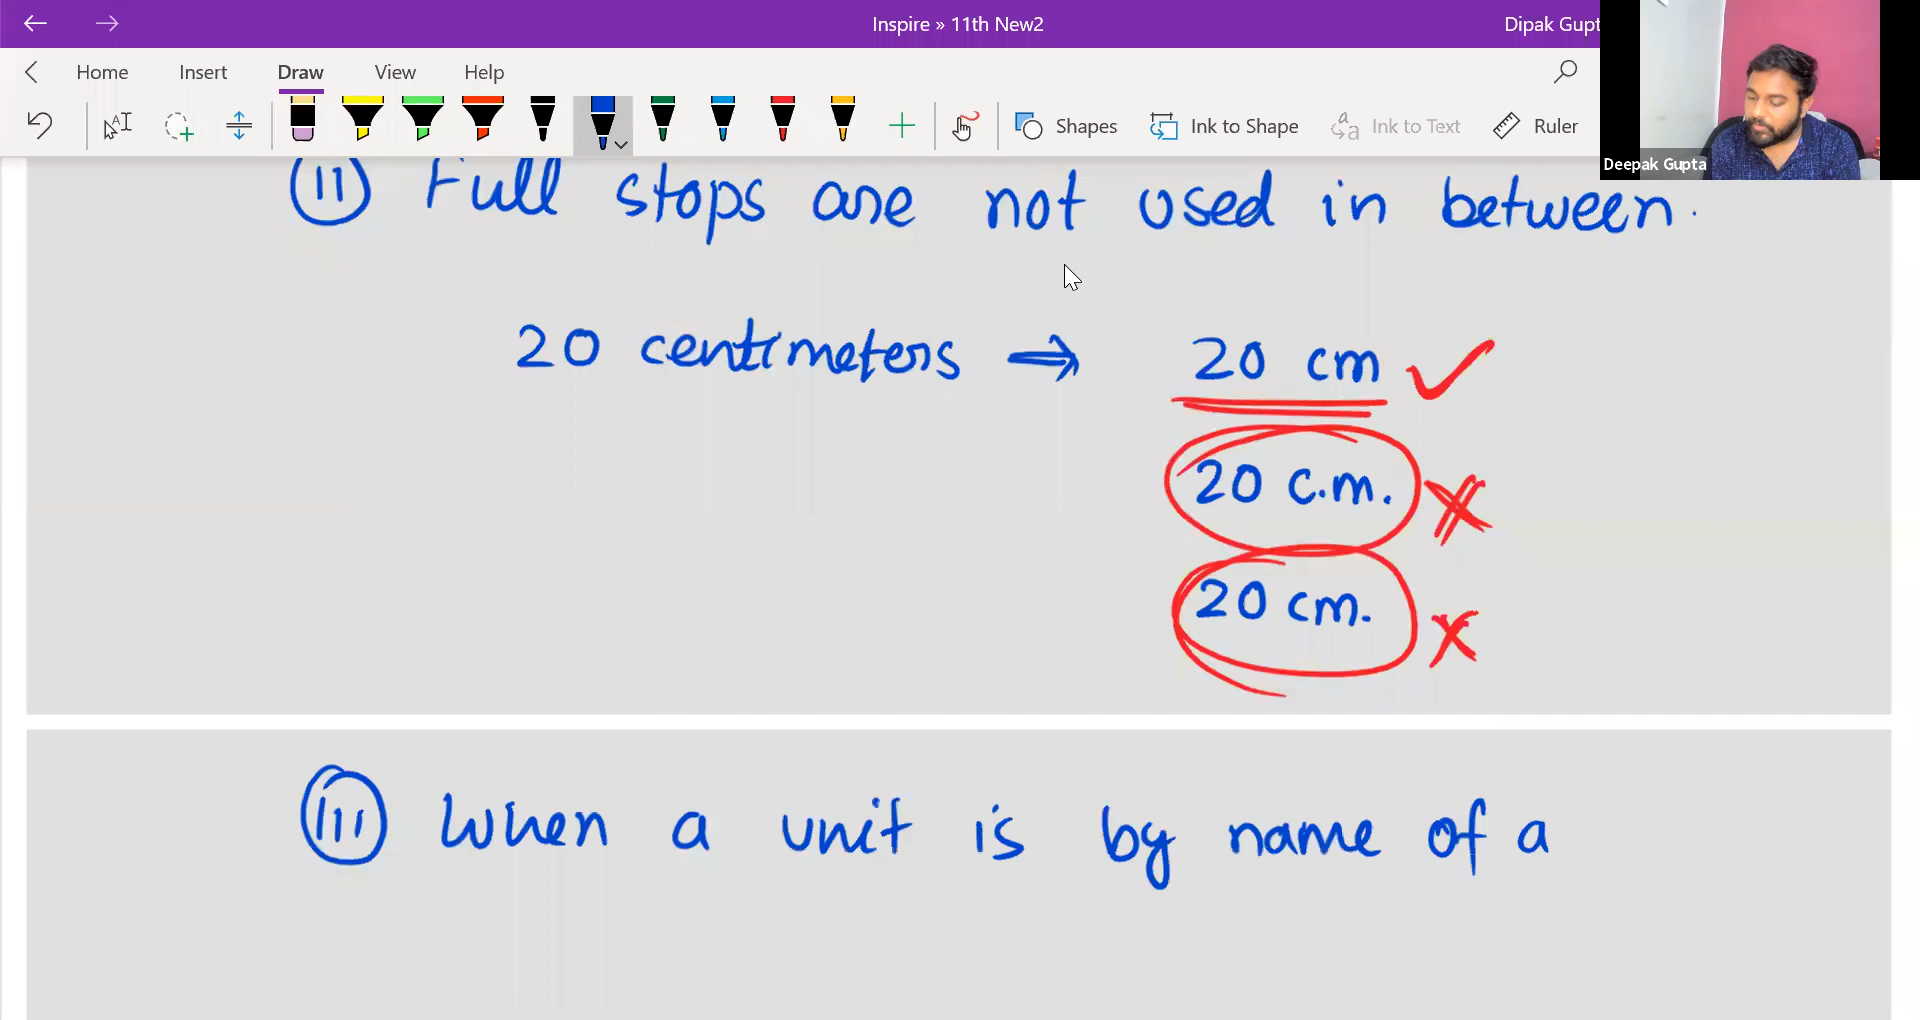 Inspire » 11th New2
Dipak Gupt
Home Insert Draw View Help
Shapes Ink to Shape Ink to Text Ruler
Deepak Gupta
(ii) Full stops are not used in between.
20 centimeters ⇒ 20 cm ✓
20 c.m. ✗
20 cm. ✗
(iii) When a unit is by name of a